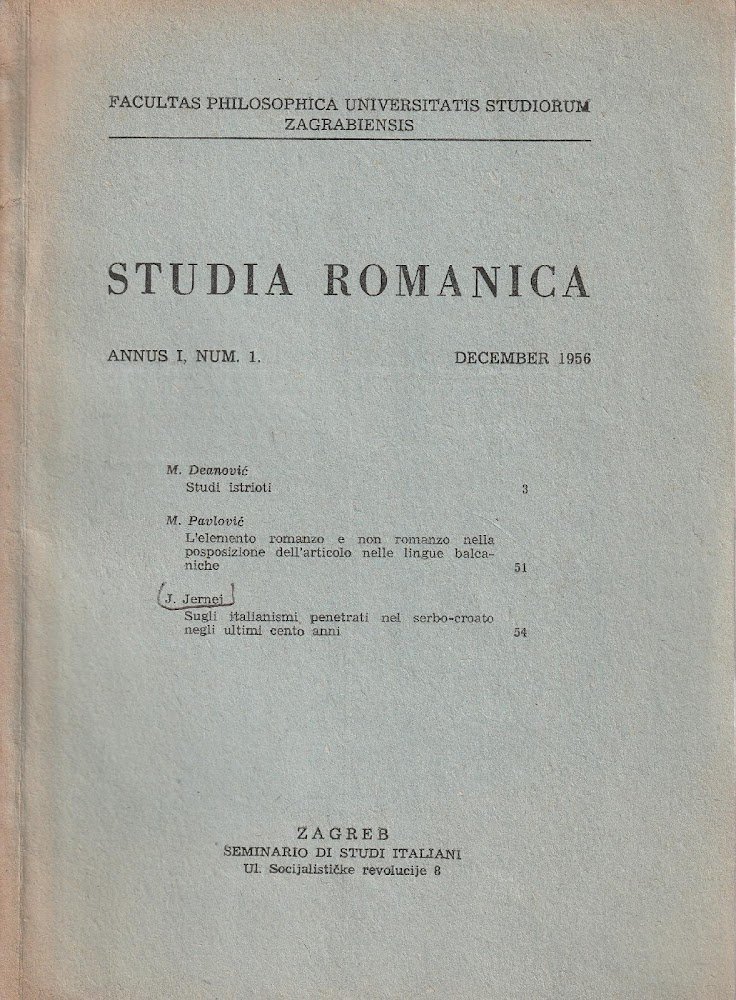 FACULTAS PHILOSOPHICA UNIVERSITATIS STUDIORUM
ZAGRABIENSIS
STUDIA ROMANICA
ANNUS I, NUM. 1. DECEMBER 1956
M. Deanović
Studi istrioti 3
M. Pavlović
L'elemento romanzo e non romanzo nella
posposizione dell'articolo nelle lingue balca-
niche 51
J. Jernej
Sugli italianismi penetrati nel serbo-croato
negli ultimi cento anni 54
ZAGREB
SEMINARIO DI STUDI ITALIANI
Ul. Socijalističke revolucije 8